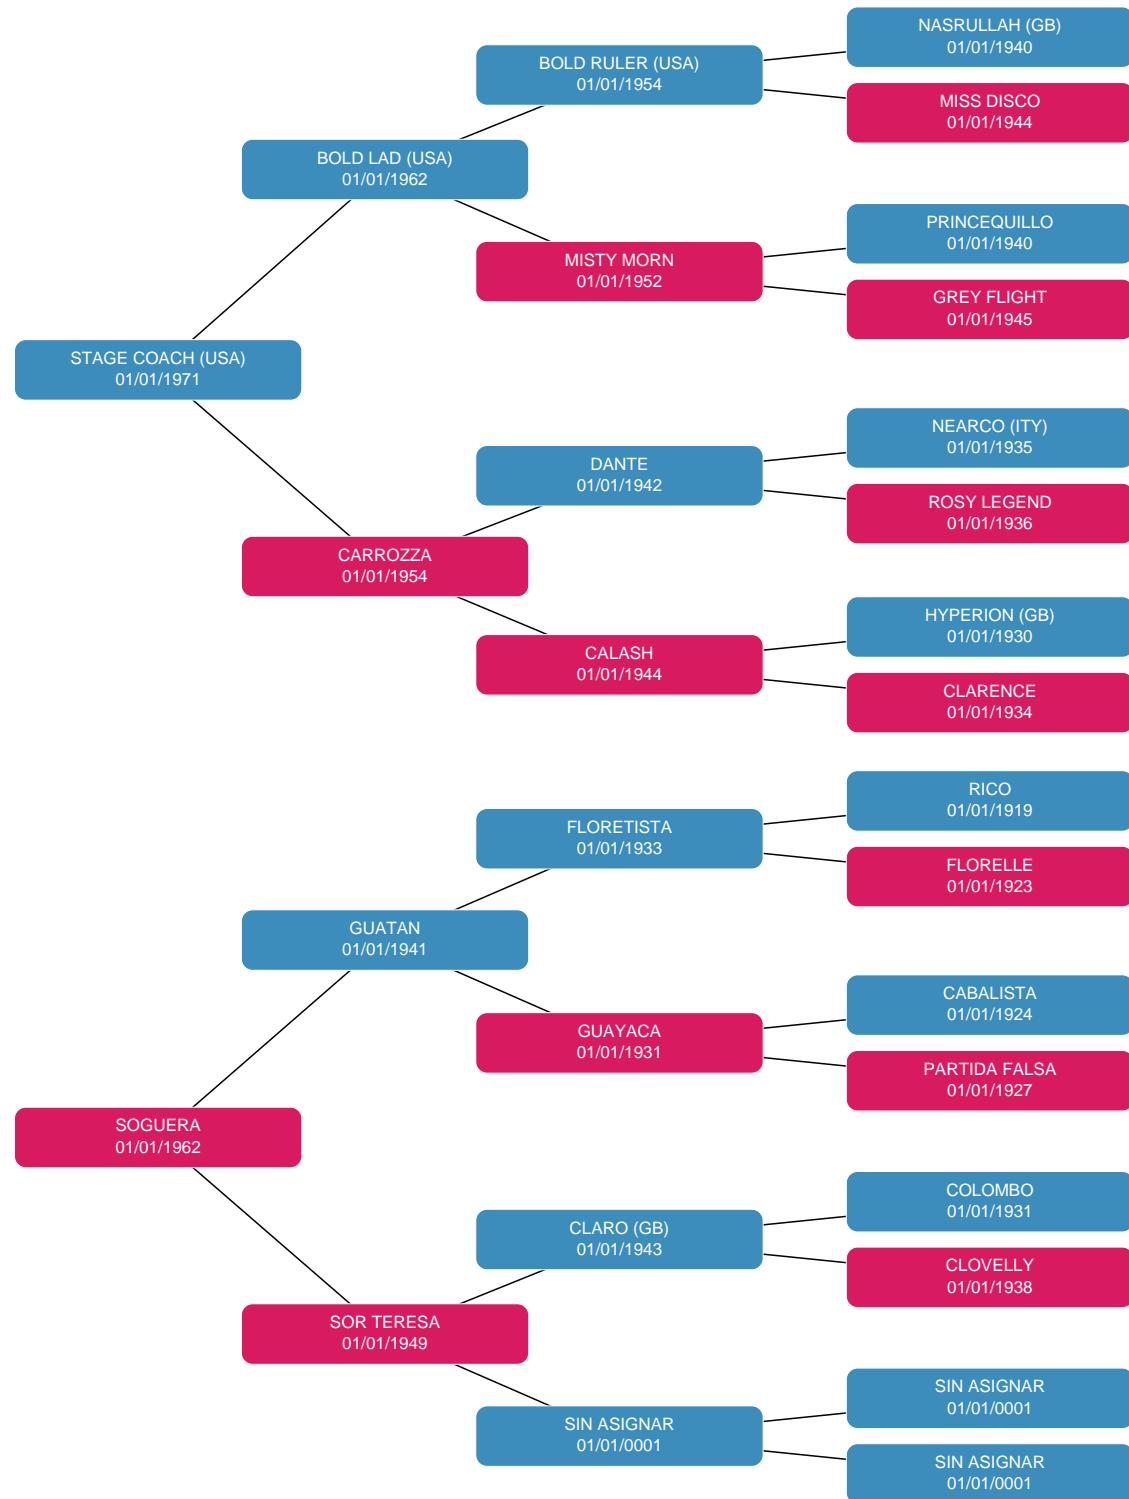 NASRULLAH (GB)
01/01/1940
BOLD RULER (USA)
01/01/1954
MISS DISCO
01/01/1944
BOLD LAD (USA)
01/01/1962
PRINCEQUILLO
01/01/1940
MISTY MORN
01/01/1952
GREY FLIGHT
01/01/1945
STAGE COACH (USA)
01/01/1971
NEARCO (ITY)
01/01/1935
DANTE
01/01/1942
ROSY LEGEND
01/01/1936
CARROZZA
01/01/1954
HYPERION (GB)
01/01/1930
CALASH
01/01/1944
CLARENCE
01/01/1934
RICO
01/01/1919
FLORETISTA
01/01/1933
FLORELLE
01/01/1923
GUATAN
01/01/1941
CABALISTA
01/01/1924
GUAYACA
01/01/1931
PARTIDA FALSA
01/01/1927
SOGUERA
01/01/1962
COLOMBO
01/01/1931
CLARO (GB)
01/01/1943
CLOVELLY
01/01/1938
SOR TERESA
01/01/1949
SIN ASIGNAR
01/01/0001
SIN ASIGNAR
01/01/0001
SIN ASIGNAR
01/01/0001